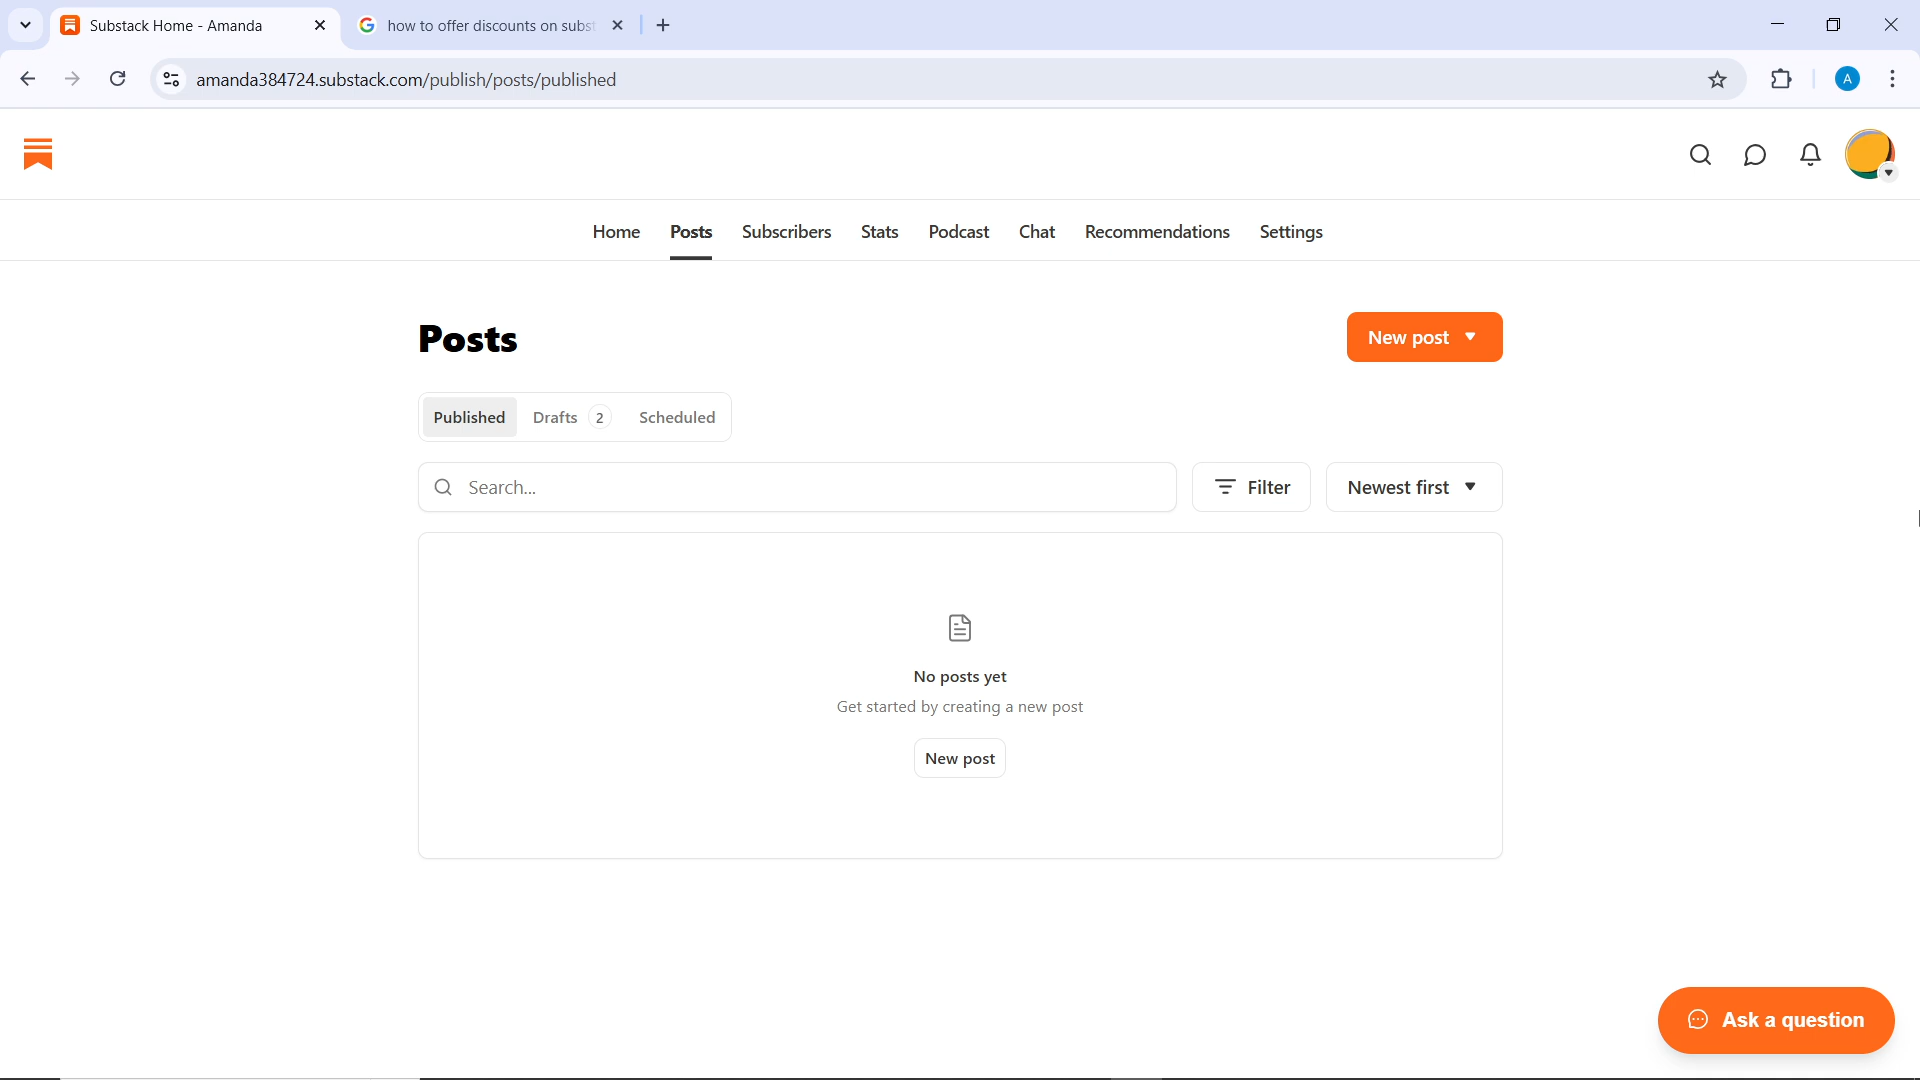 Substack Home - Amanda
how to offer discounts on subst
amanda384724.substack.com/publish/posts/published
A
Home Posts Subscribers Stats Podcast Chat Recommendations Settings
Posts
New post
Published Drafts 2 Scheduled
Search...
Filter
Newest first
No posts yet
Get started by creating a new post
New post
Ask a question